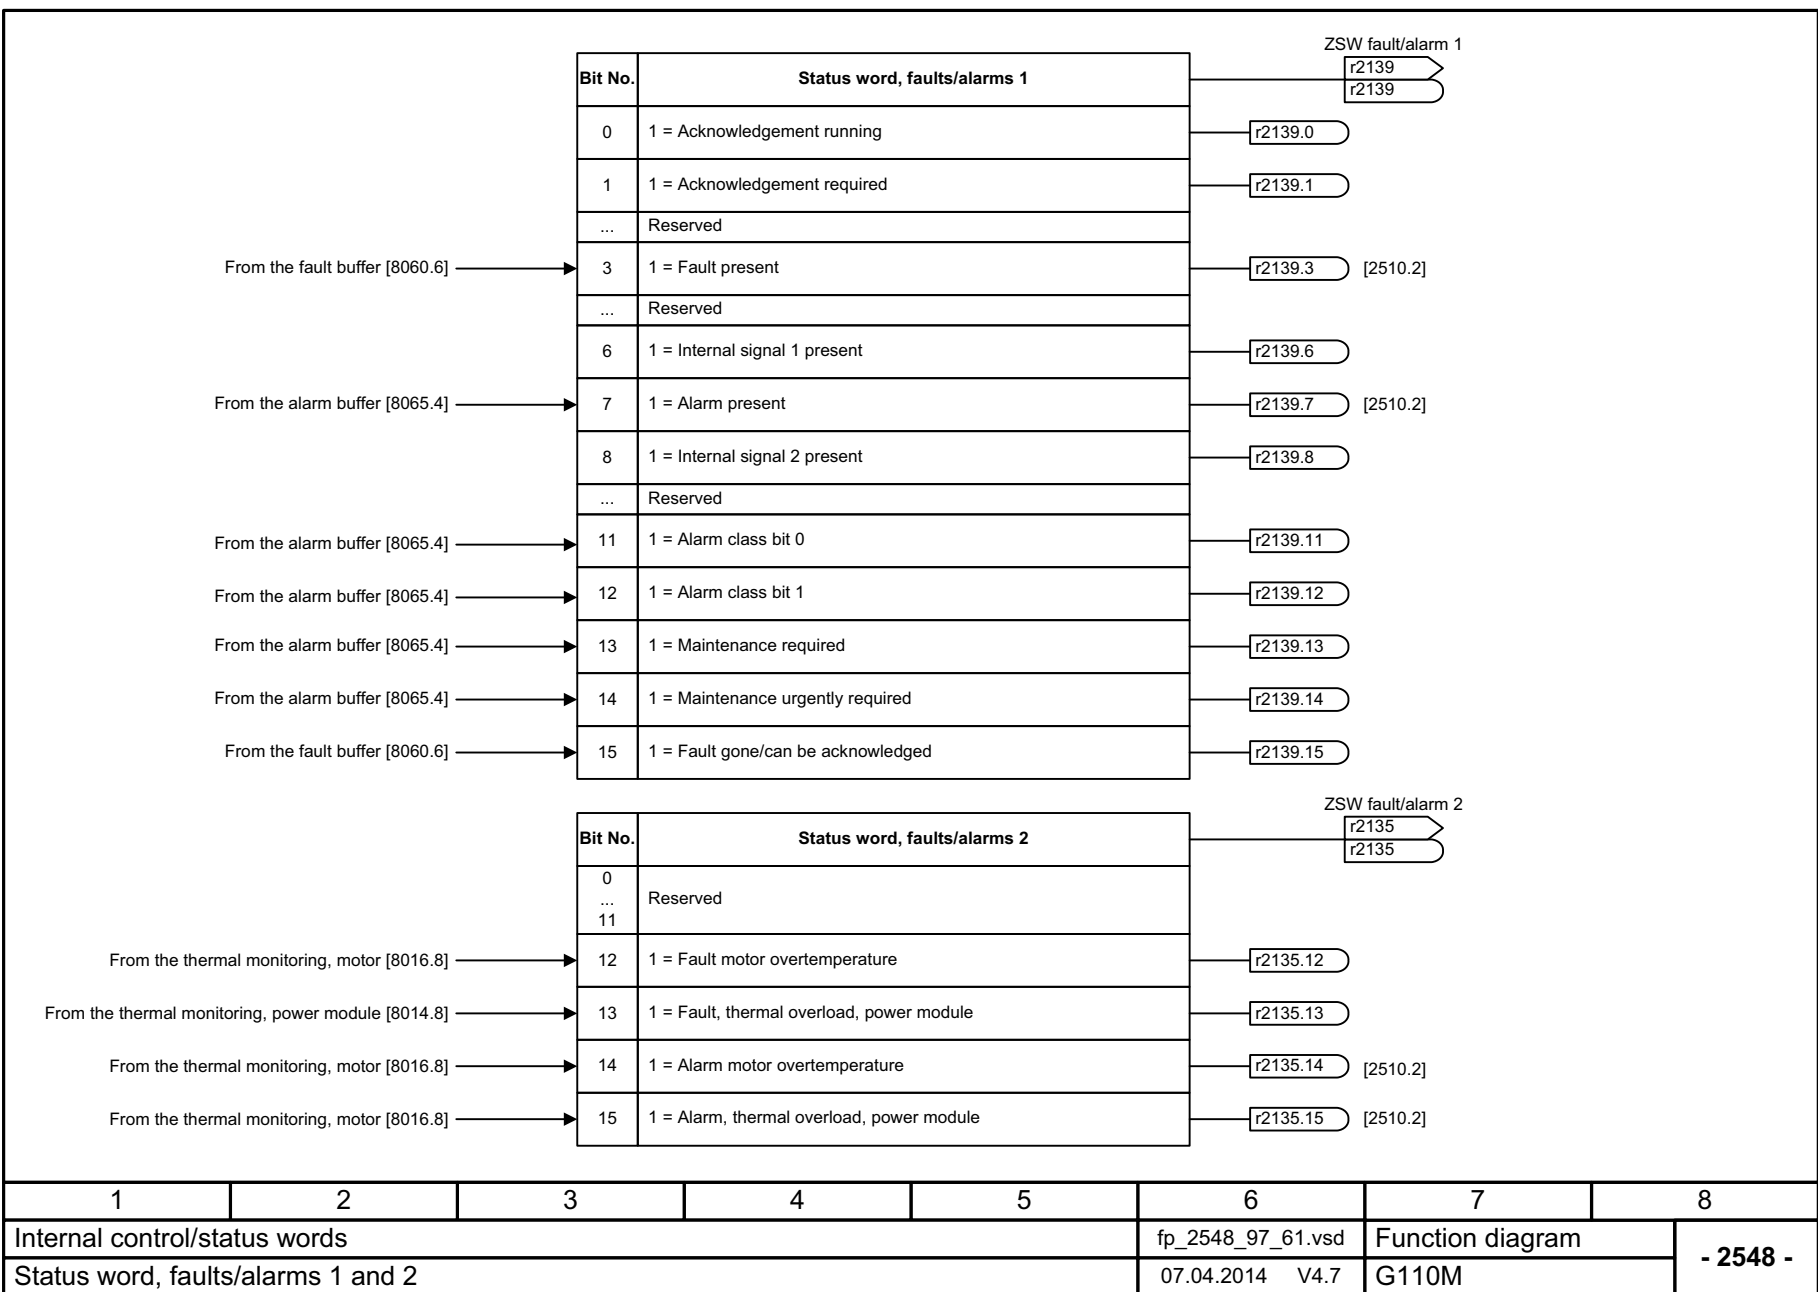 ZSW fault/alarm 1
Bit No. Status word, faults/alarms 1 r2139
r2139
0 1 = Acknowledgement running r2139.0
1 1 = Acknowledgement required r2139.1
... Reserved
From the fault buffer [8060.6] 3 1 = Fault present r2139.3 [2510.2]
... Reserved
6 1 = Internal signal 1 present r2139.6
From the alarm buffer [8065.4] 7 1 = Alarm present r2139.7 [2510.2]
8 1 = Internal signal 2 present r2139.8
... Reserved
From the alarm buffer [8065.4] 11 1 = Alarm class bit 0 r2139.11
From the alarm buffer [8065.4] 12 1 = Alarm class bit 1 r2139.12
From the alarm buffer [8065.4] 13 1 = Maintenance required r2139.13
From the alarm buffer [8065.4] 14 1 = Maintenance urgently required r2139.14
From the fault buffer [8060.6] 15 1 = Fault gone/can be acknowledged r2139.15
ZSW fault/alarm 2
Bit No. Status word, faults/alarms 2 r2135
r2135
0
... Reserved
11
From the thermal monitoring, motor [8016.8] 12 1 = Fault motor overtemperature r2135.12
From the thermal monitoring, power module [8014.8] 13 1 = Fault, thermal overload, power module r2135.13
From the thermal monitoring, motor [8016.8] 14 1 = Alarm motor overtemperature r2135.14 [2510.2]
From the thermal monitoring, motor [8016.8] 15 1 = Alarm, thermal overload, power module r2135.15 [2510.2]
1 2 3 4 5 6 7 8
Internal control/status words fp_2548_97_61.vsd Function diagram - 2548 -
Status word, faults/alarms 1 and 2 07.04.2014 V4.7 G110M